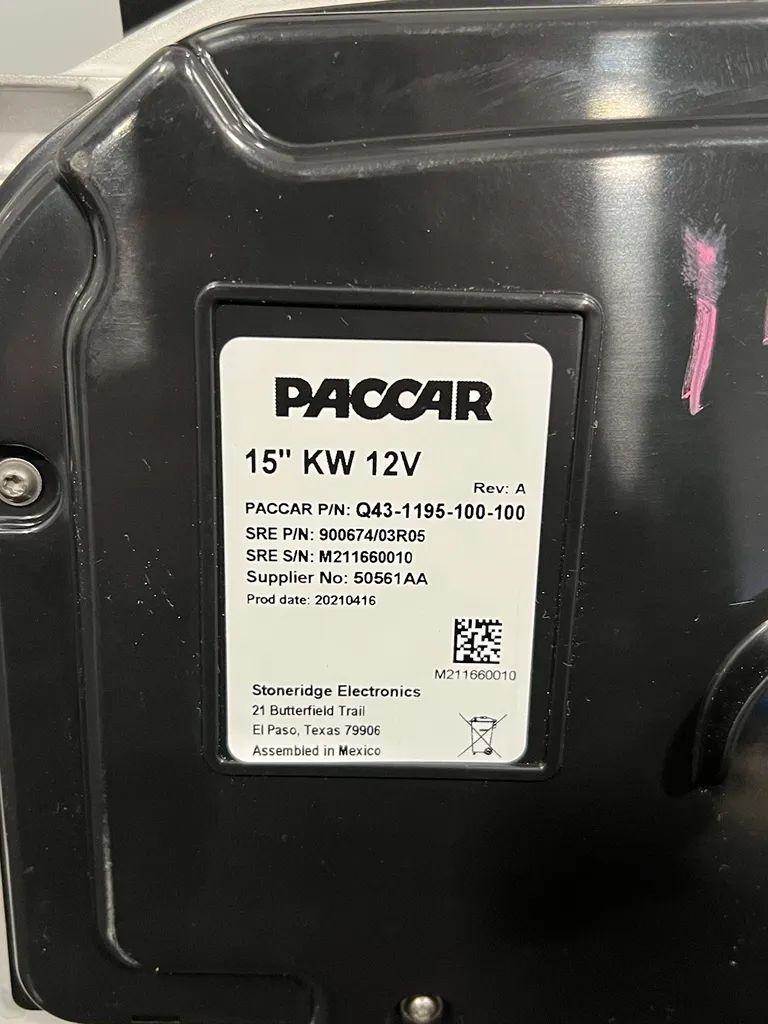 PACCAR
15" KW 12V
Rev: A
PACCAR P/N: Q43-1195-100-100
SRE P/N: 900674/03R05
SRE S/N: M211660010
Supplier No: 50561AA
Prod date: 20210416
M211660010
Stoneridge Electronics
21 Butterfield Trail
El Paso, Texas 79906
Assembled in Mexico